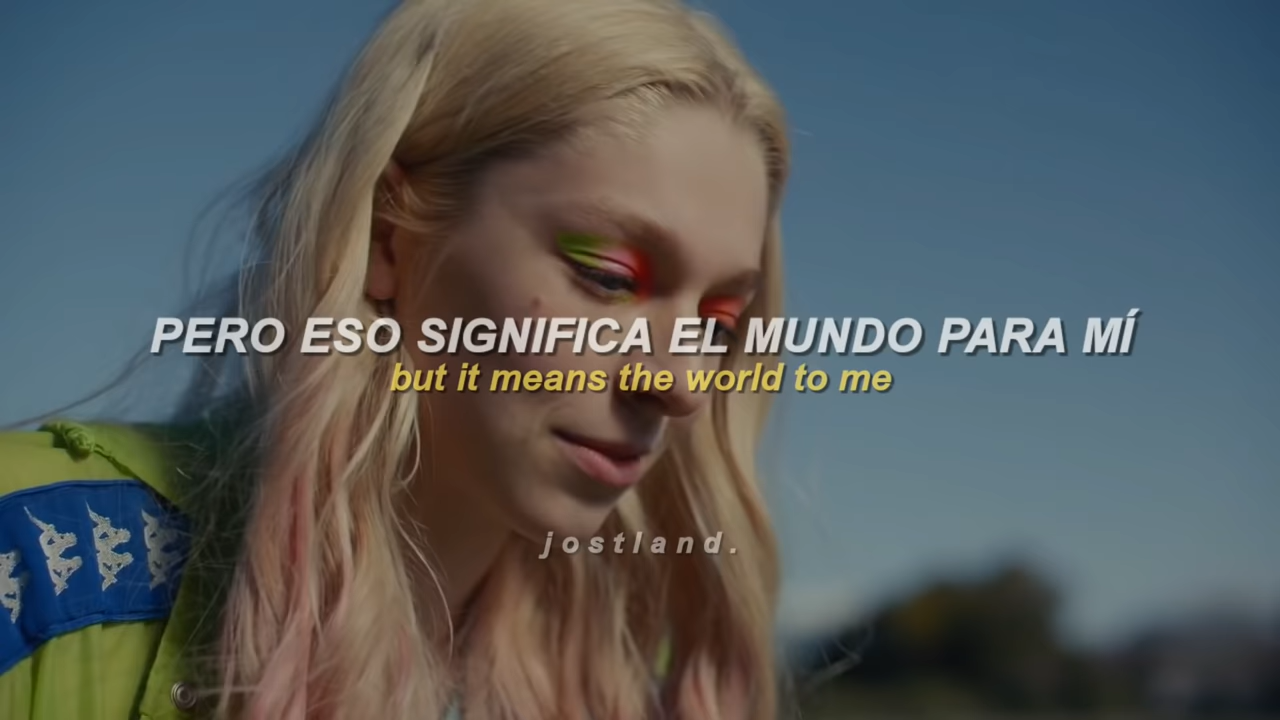 PERO ESO SIGNIFICA EL MUNDO PARA MÍ
but it means the world to me
jostland.